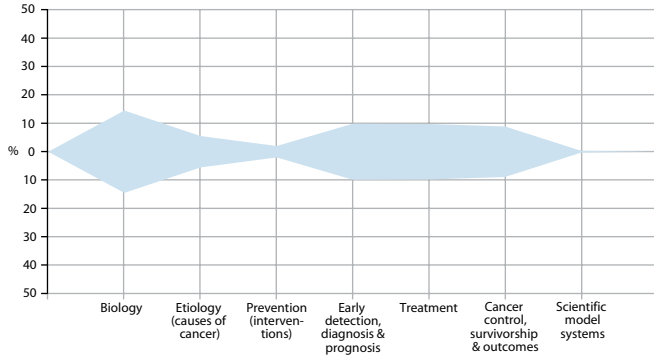 50
40
30
20
10
% 0
10
20
30
40
50
Biology
Etiology
(causes of
cancer)
Prevention
(interven-
tions)
Early
detection,
diagnosis &
prognosis
Treatment
Cancer
control,
survivorship
& outcomes
Scientific
model
systems